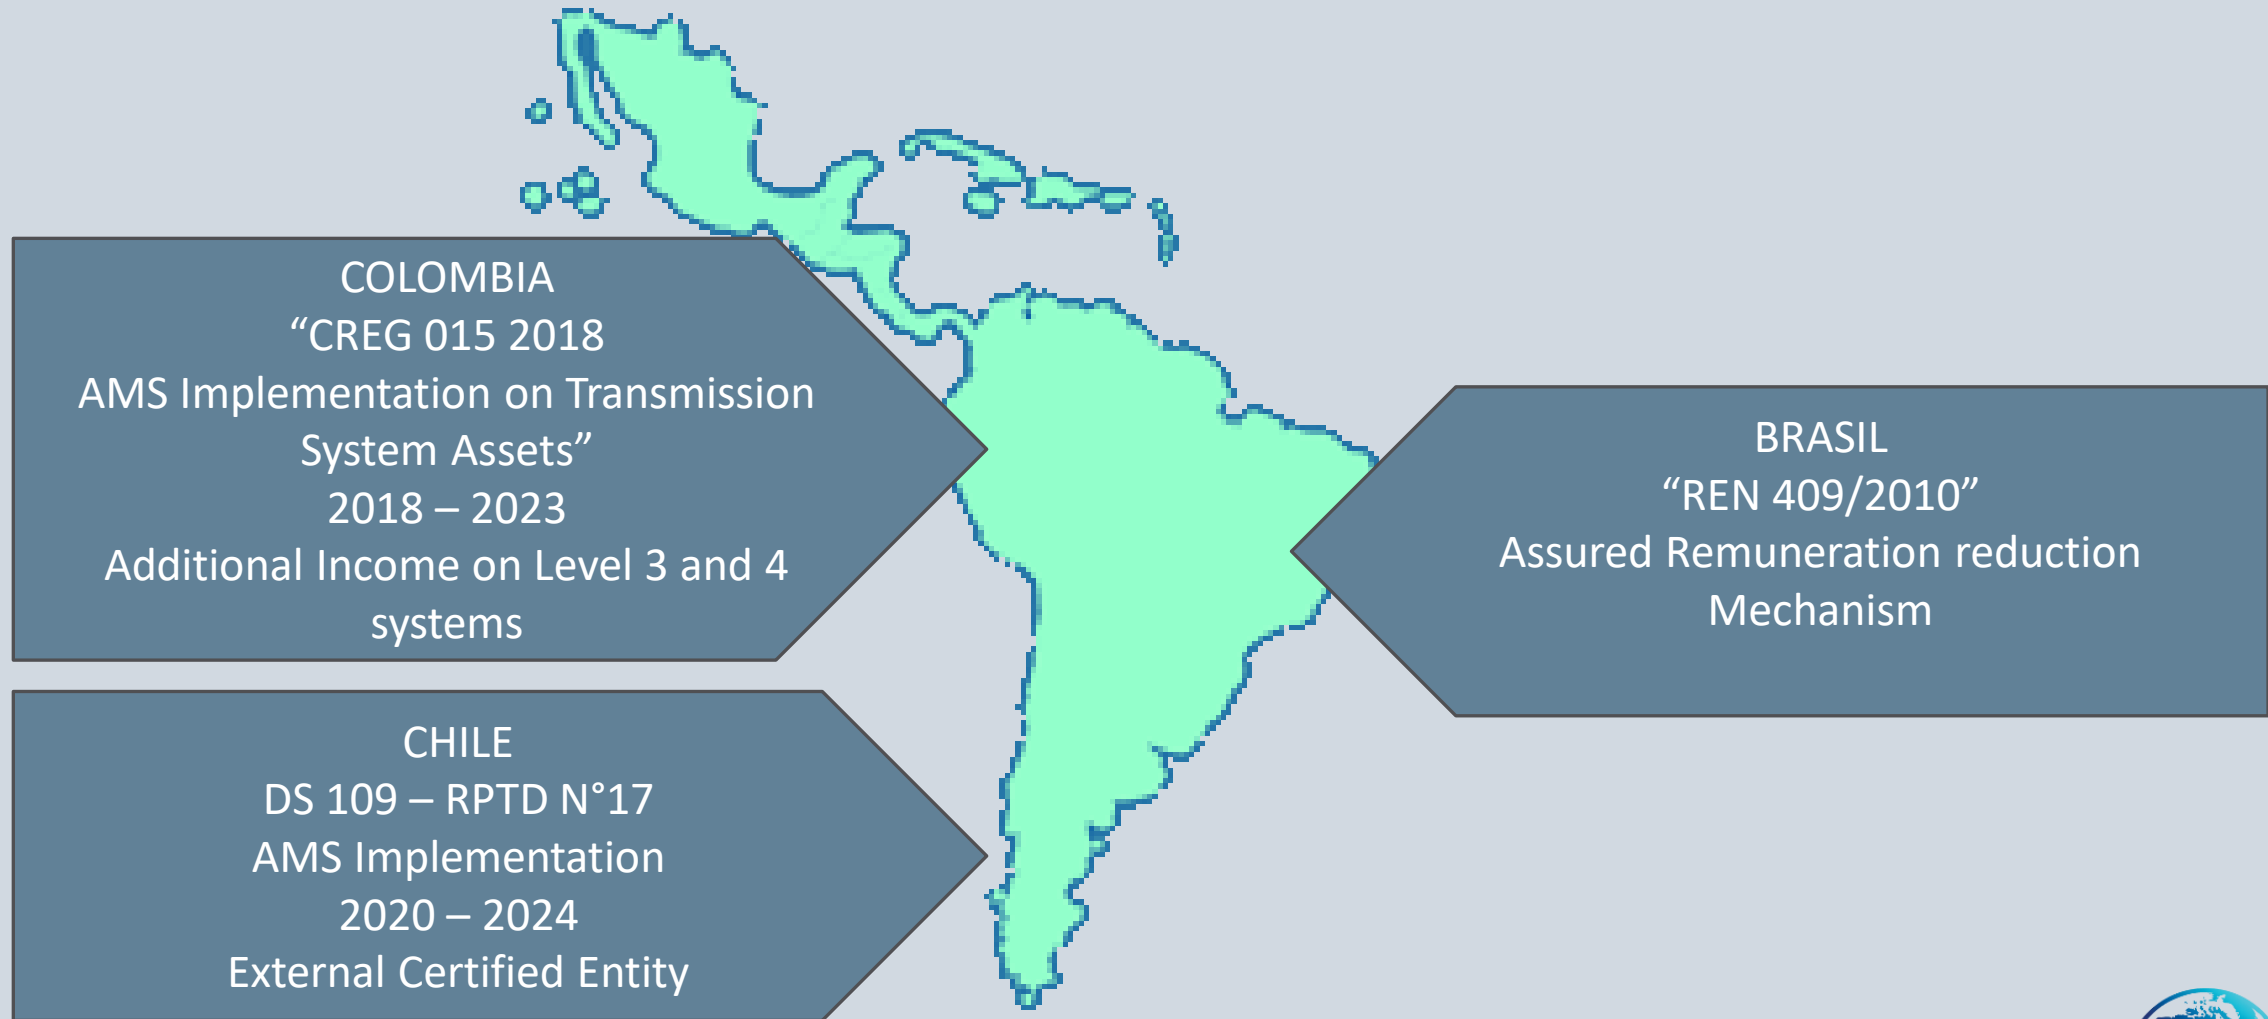 COLOMBIA
“CREG 015 2018
AMS Implementation on Transmission
System Assets”
2018 – 2023
Additional Income on Level 3 and 4
systems
BRASIL
“REN 409/2010”
Assured Remuneration reduction
Mechanism
CHILE
DS 109 – RPTD N°17
AMS Implementation
2020 – 2024
External Certified Entity